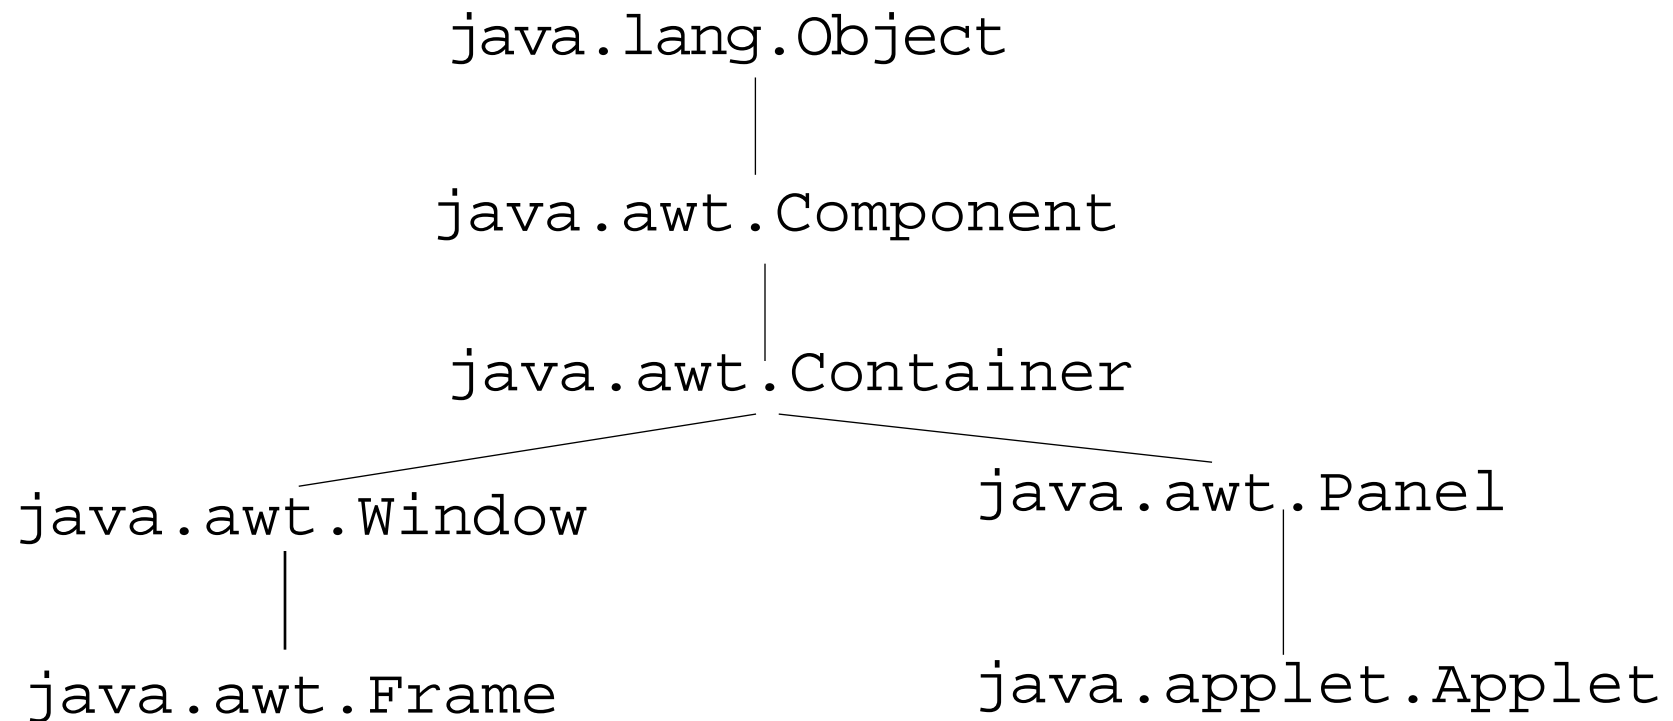 java.lang.Object
java.awt.Component
java.awt.Container
java.awt.Window
java.awt.Panel
java.awt.Frame
java.applet.Applet